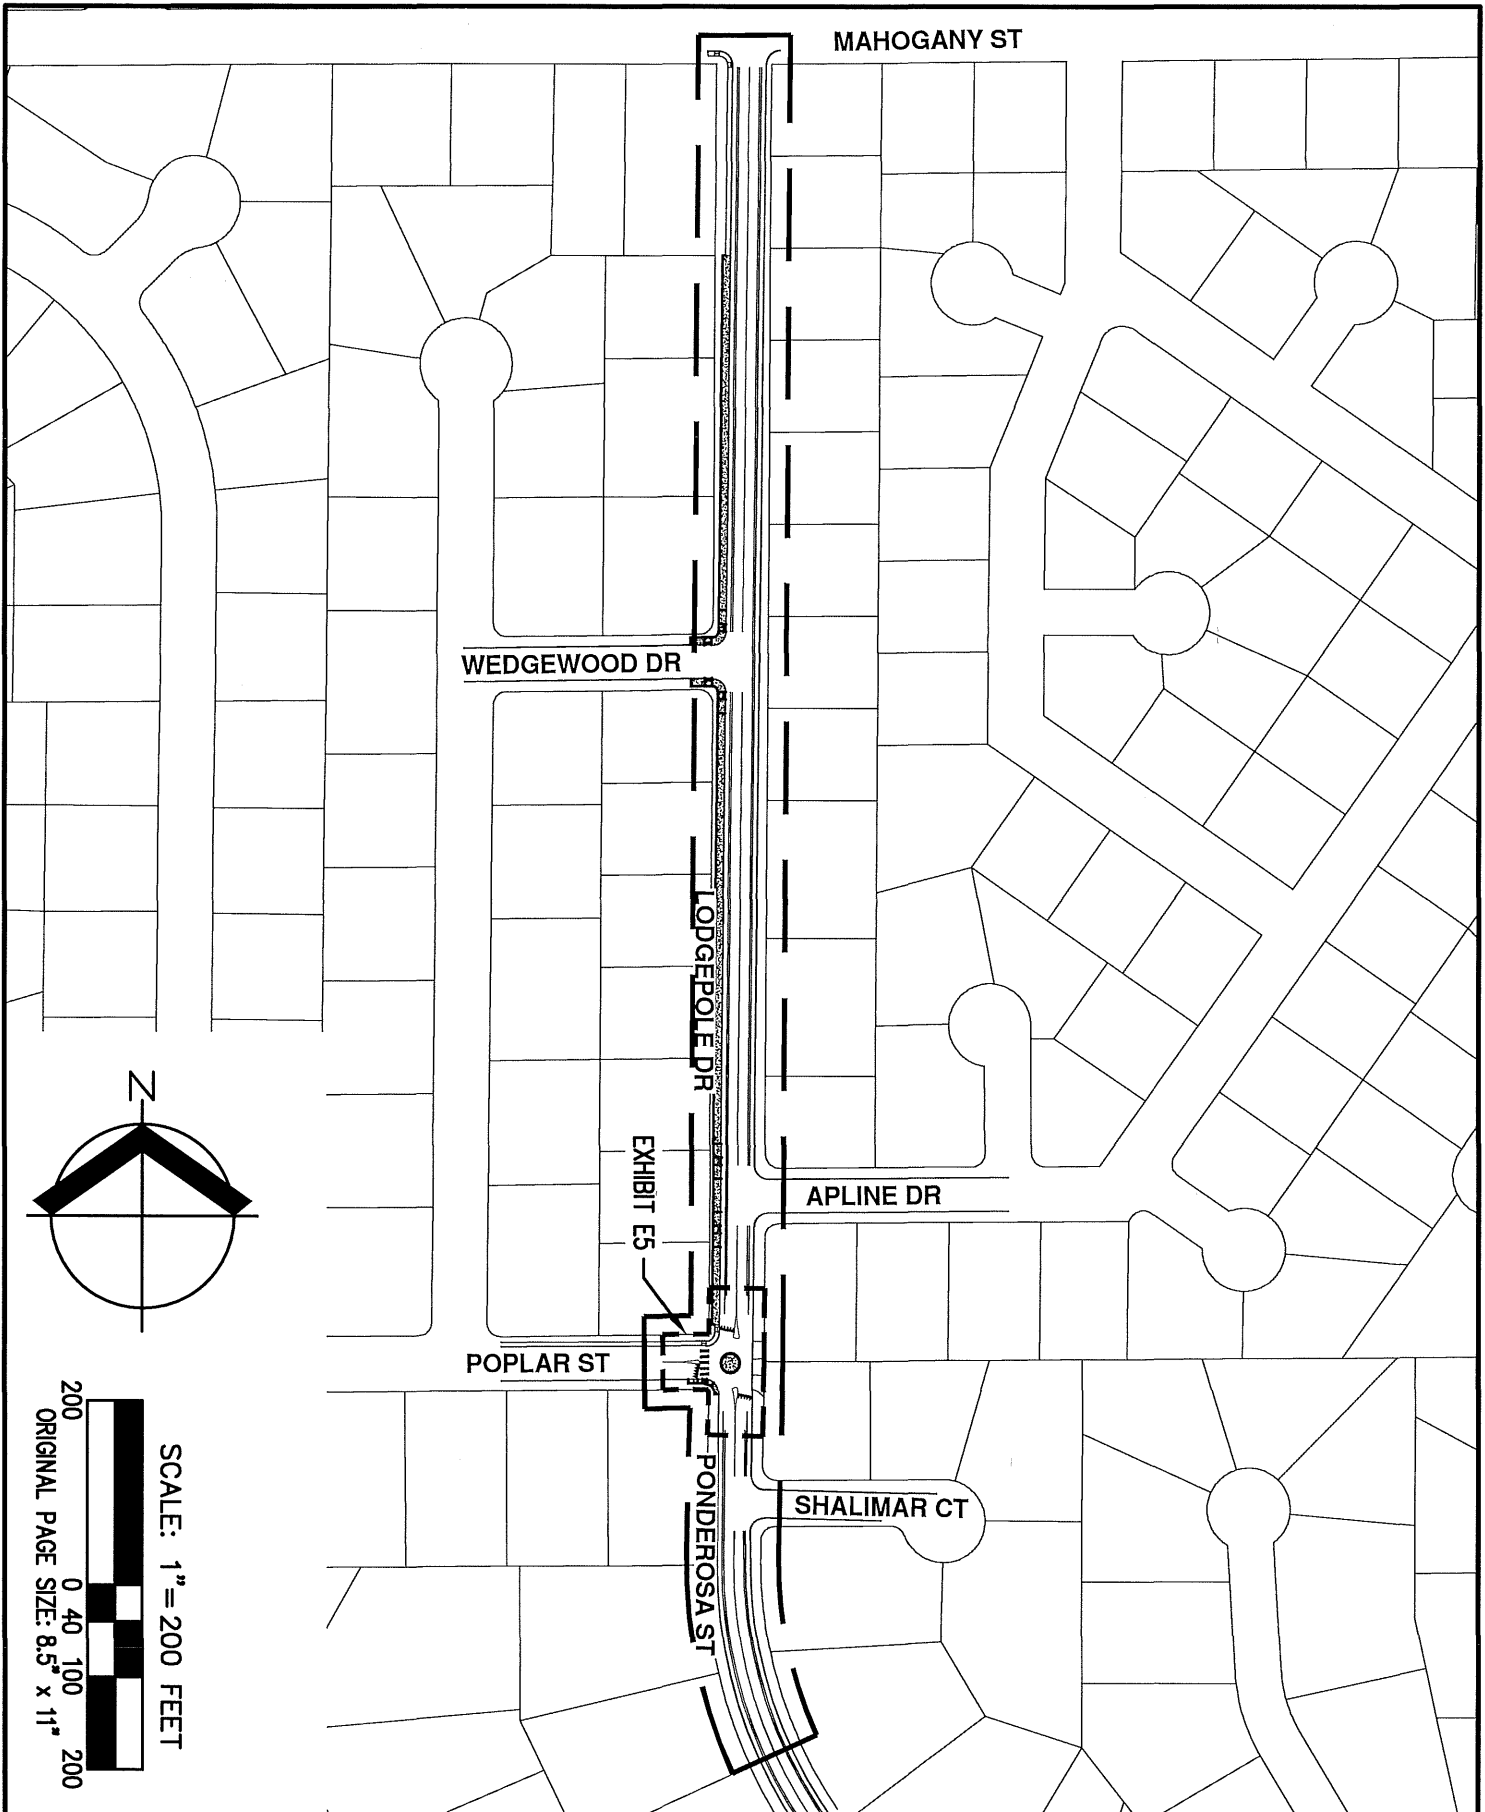 MAHOGANY ST
WEDGEWOOD DR
LODGEPOLE DR
EXHIBIT E5
APLINE DR
POPLAR ST
PONDEROSA ST
SHALIMAR CT
N
SCALE: 1"=200 FEET
200 0 40 100 200
ORIGINAL PAGE SIZE: 8.5" x 11"